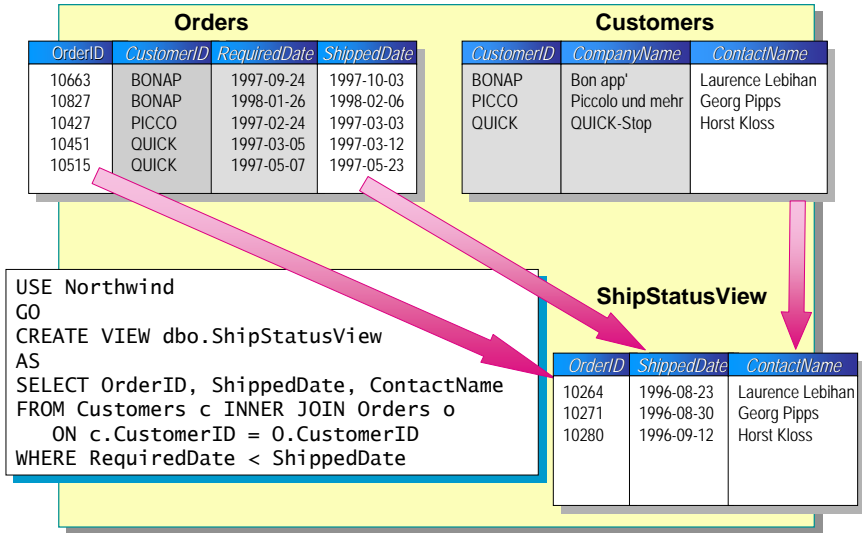 Orders
OrderID CustomerID RequiredDate ShippedDate
10663 BONAP 1997-09-24 1997-10-03
10827 BONAP 1998-01-26 1998-02-06
10427 PICCO 1997-02-24 1997-03-03
10451 QUICK 1997-03-05 1997-03-12
10515 QUICK 1997-05-07 1997-05-23
Customers
CustomerID CompanyName ContactName
BONAP Bon app' Laurence Lebihan
PICCO Piccolo und mehr Georg Pipps
QUICK QUICK-Stop Horst Kloss
USE Northwind
GO
CREATE VIEW dbo.ShipStatusView
AS
SELECT OrderID, ShippedDate, ContactName
FROM Customers c INNER JOIN Orders o
ON c.CustomerID = O.CustomerID
WHERE RequiredDate < ShippedDate
ShipStatusView
OrderID ShippedDate ContactName
10264 1996-08-23 Laurence Lebihan
10271 1996-08-30 Georg Pipps
10280 1996-09-12 Horst Kloss